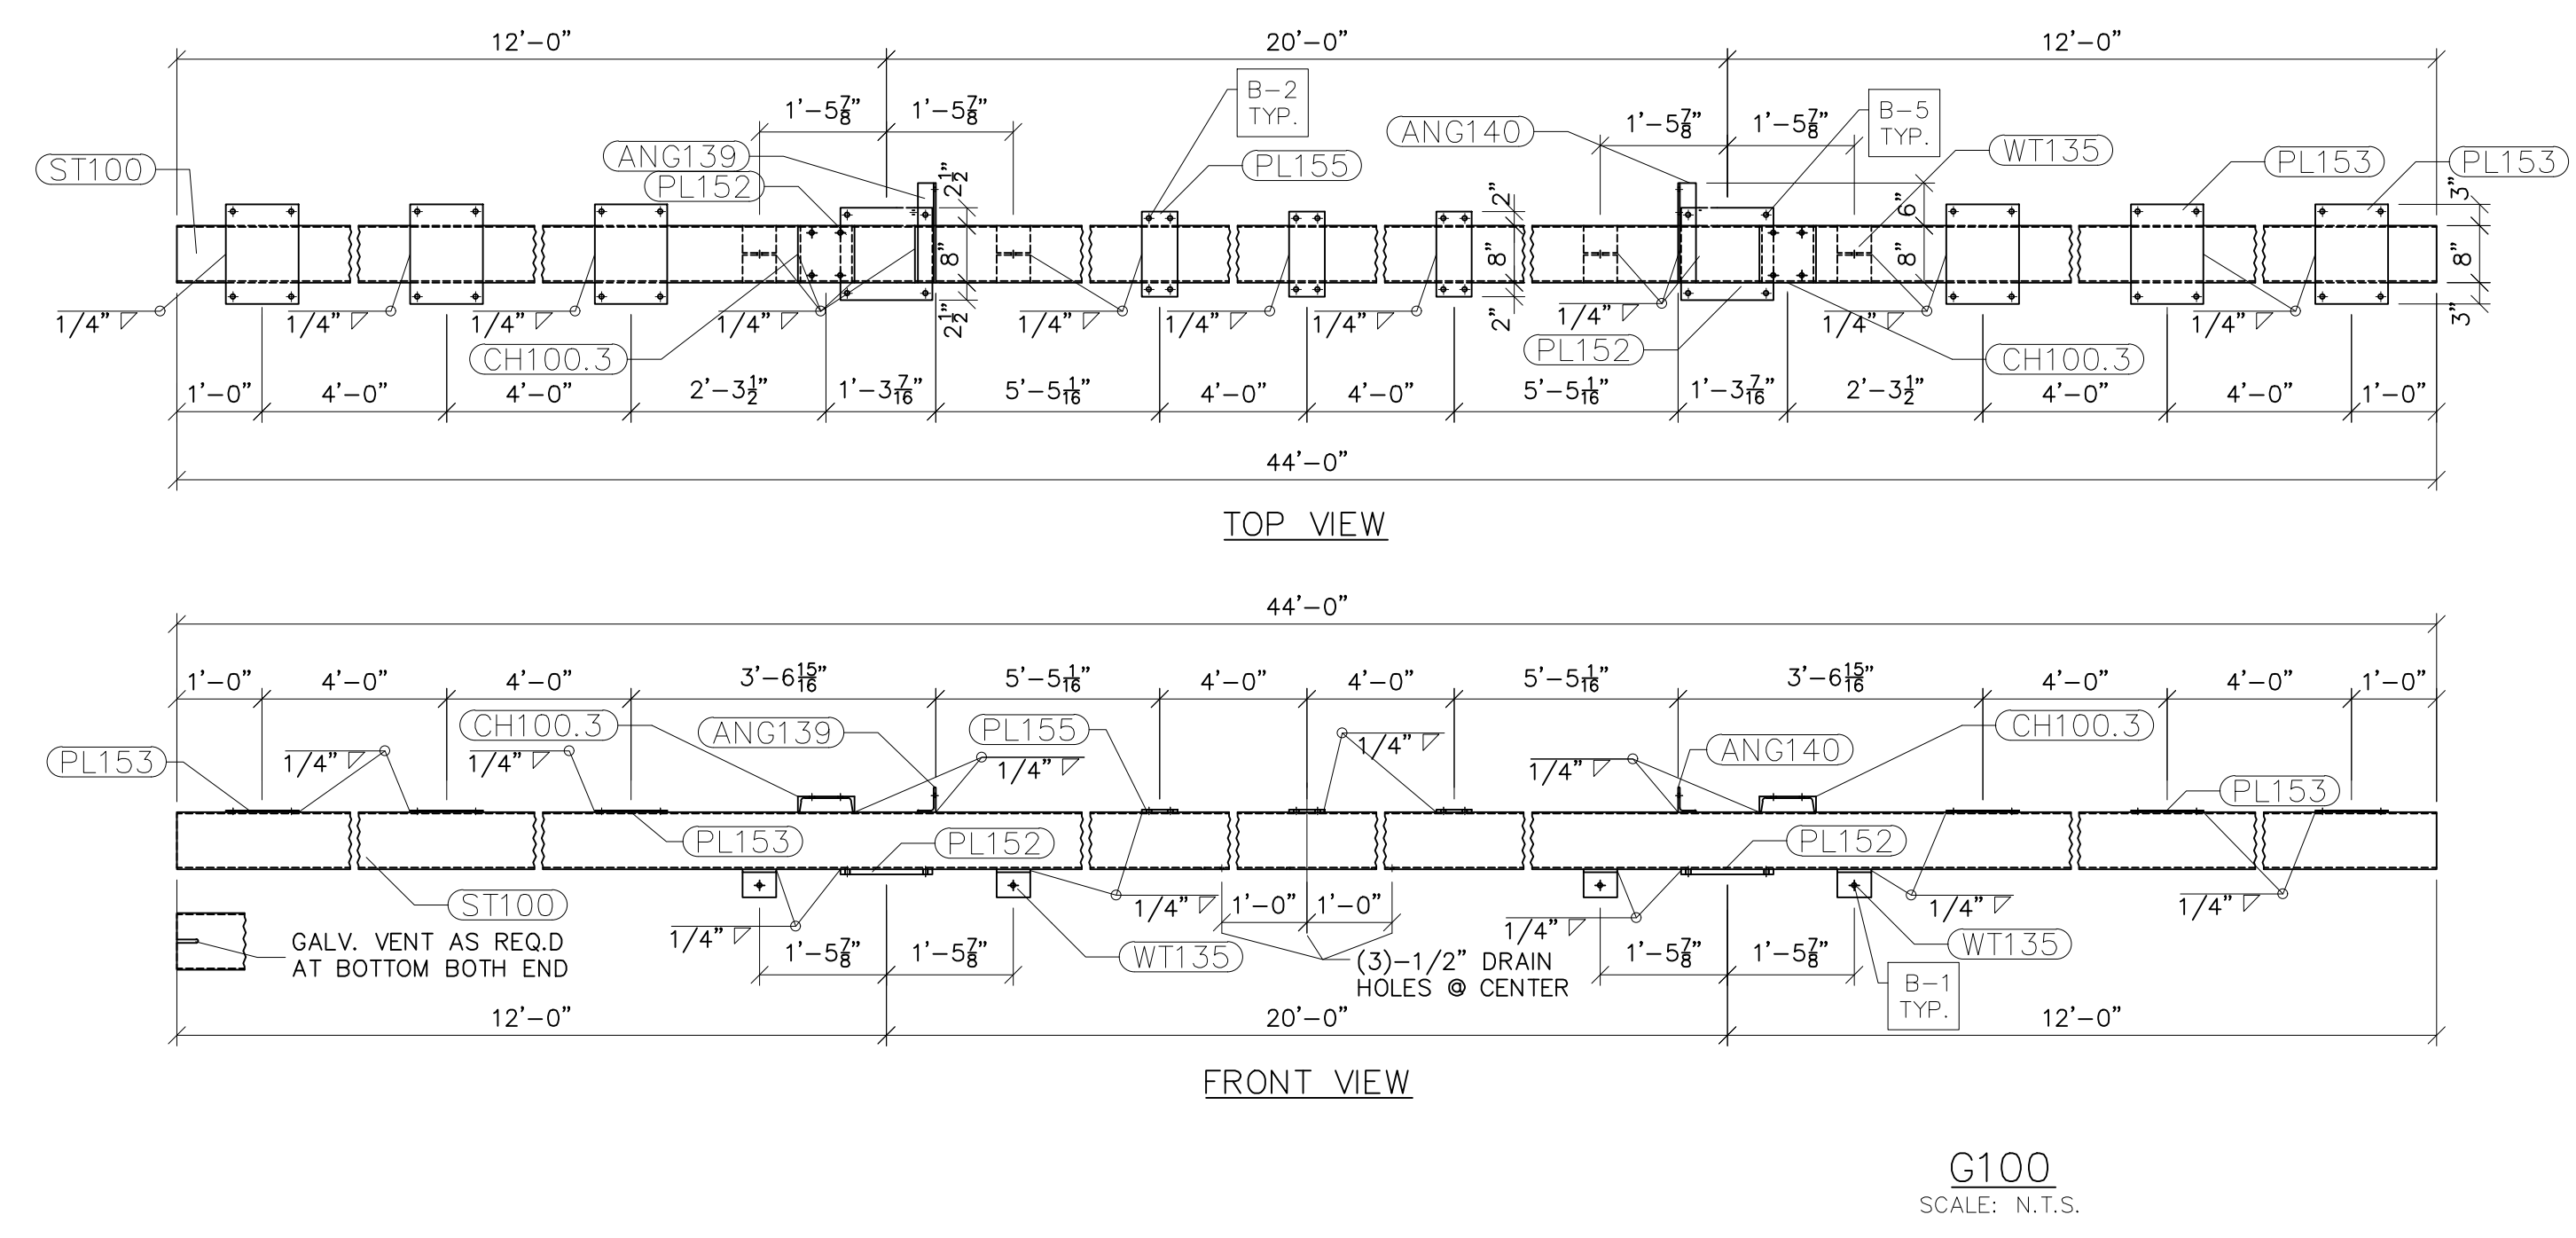 12'-0" 20'-0" 12'-0"
B-2
TYP.
B-5
TYP.
1'-5 7/8" 1'-5 7/8" 1'-5 7/8" 1'-5 7/8"
ANG140
ANG139
WT135
ST100
PL152
PL155
PL153
PL153
2 1/2" 2" 6" 3"
8" 8" 8" 8"
2 1/2" 2" 3"
1/4" 1/4" 1/4" 1/4" 1/4" 1/4" 1/4" 1/4" 1/4" 1/4"
CH100.3
PL152
CH100.3
1'-0" 4'-0" 4'-0" 2'-3 1/2" 1'-3 7/16" 5'-5 1/16" 4'-0" 4'-0" 5'-5 1/16" 1'-3 7/16" 2'-3 1/2" 4'-0" 4'-0" 1'-0"
44'-0"
TOP VIEW
44'-0"
1'-0" 4'-0" 4'-0" 3'-6 15/16" 5'-5 1/16" 4'-0" 4'-0" 5'-5 1/16" 3'-6 15/16" 4'-0" 4'-0" 1'-0"
CH100.3
ANG139
PL155
ANG140
CH100.3
PL153
1/4" 1/4" 1/4" 1/4" 1/4"
PL153
PL153
PL152
PL152
ST100
1/4" 1/4" 1/4" 1/4" 1/4"
1'-0" 1'-0"
GALV. VENT AS REQ.D
AT BOTTOM BOTH END
1'-5 7/8" 1'-5 7/8"
WT135
(3)-1/2" DRAIN
HOLES @ CENTER
1'-5 7/8" 1'-5 7/8"
WT135
B-1
TYP.
12'-0" 20'-0" 12'-0"
FRONT VIEW
G100
SCALE: N.T.S.